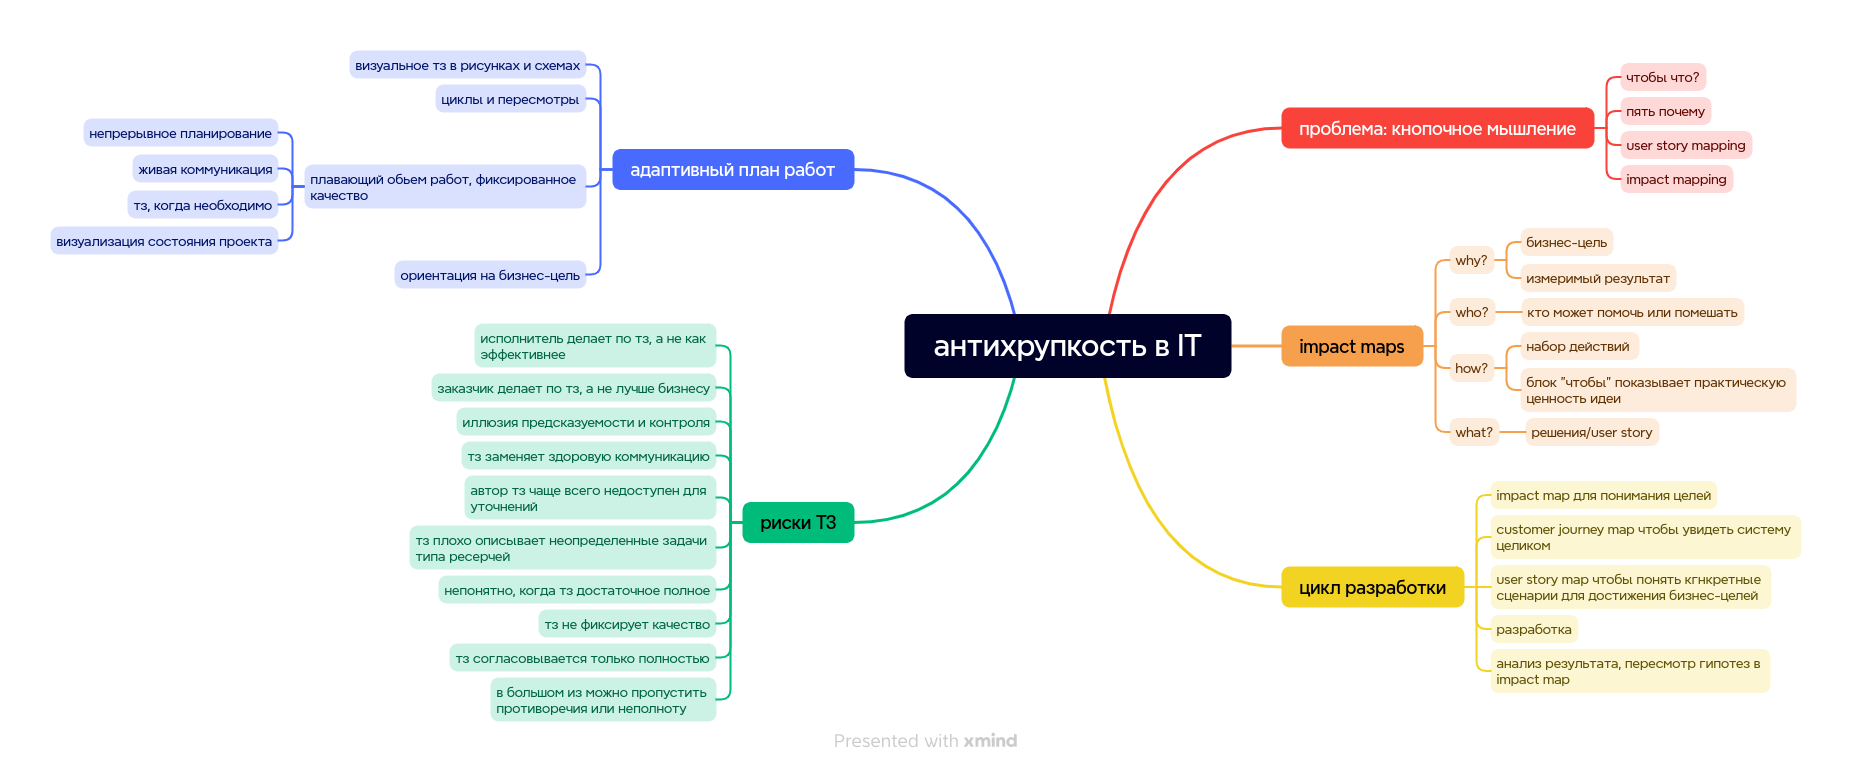 антихрупкость в IT
проблема: кнопочное мышление
чтобы что?
пять почему
user story mapping
impact mapping
impact maps
why?
бизнес-цель
измеримый результат
who?
кто может помочь или помешать
how?
набор действий
блок "чтобы" показывает практическую
ценность идеи
what?
решения/user story
цикл разработки
impact map для понимания целей
customer journey map чтобы увидеть систему
целиком
user story map чтобы понять кгнкретные
сценарии для достижения бизнес-целей
разработка
анализ результата, пересмотр гипотез в
impact map
риски ТЗ
исполнитель делает по тз, а не как
эффективнее
заказчик делает по тз, а не лучше бизнесу
иллюзия предсказуемости и контроля
тз заменяет здоровую коммуникацию
автор тз чаще всего недоступен для
уточнений
тз плохо описывает неопределенные задачи
типа ресерчей
непонятно, когда тз достаточное полное
тз не фиксирует качество
тз согласовывается только полностью
в большом из можно пропустить
противоречия или неполноту
адаптивный план работ
визуальное тз в рисунках и схемах
циклы и пересмотры
плавающий обьем работ, фиксированное
качество
непрерывное планирование
живая коммуникация
тз, когда необходимо
визуализация состояния проекта
ориентация на бизнес-цель
Presented with xmind